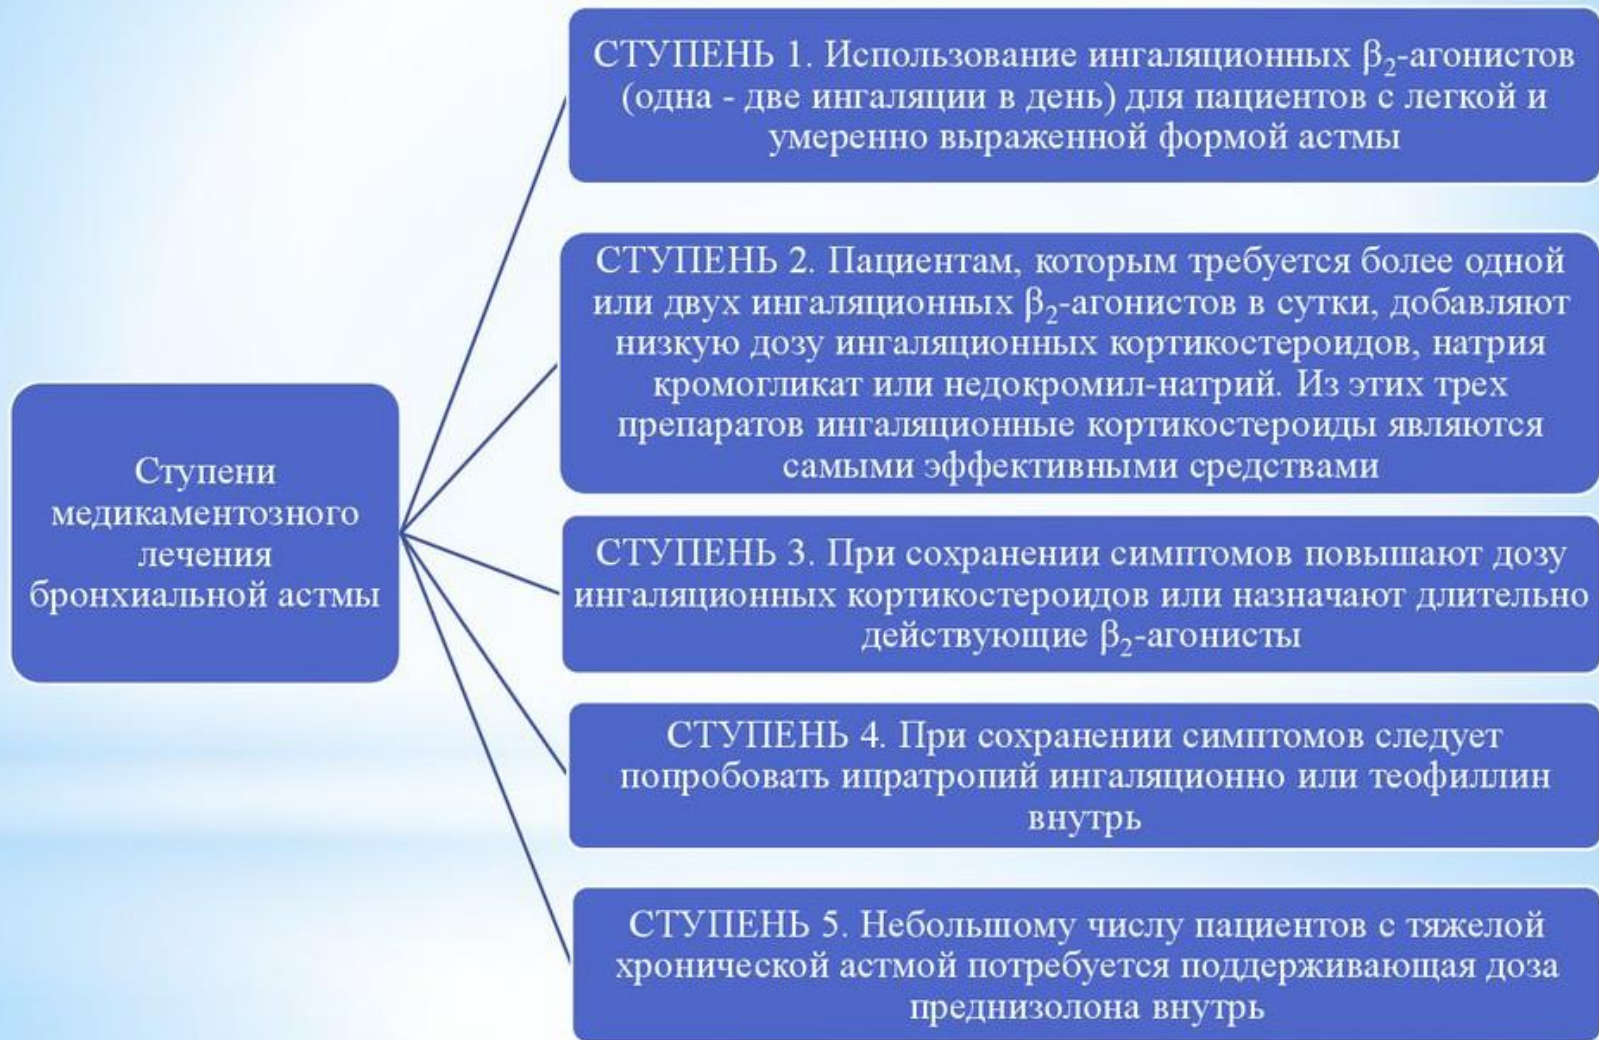 СТУПЕНЬ 1. Использование ингаляционных β₂-агонистов
(одна - две ингаляции в день) для пациентов с легкой и
умеренно выраженной формой астмы
СТУПЕНЬ 2. Пациентам, которым требуется более одной
или двух ингаляционных β₂-агонистов в сутки, добавляют
низкую дозу ингаляционных кортикостероидов, натрия
кромогликат или недокромил-натрий. Из этих трех
препаратов ингаляционные кортикостероиды являются
самыми эффективными средствами
Ступени
медикаментозного
лечения
бронхиальной астмы
СТУПЕНЬ 3. При сохранении симптомов повышают дозу
ингаляционных кортикостероидов или назначают длительно
действующие β₂-агонисты
СТУПЕНЬ 4. При сохранении симптомов следует
попробовать ипратропий ингаляционно или теофиллин
внутрь
СТУПЕНЬ 5. Небольшому числу пациентов с тяжелой
хронической астмой потребуется поддерживающая доза
преднизолона внутрь